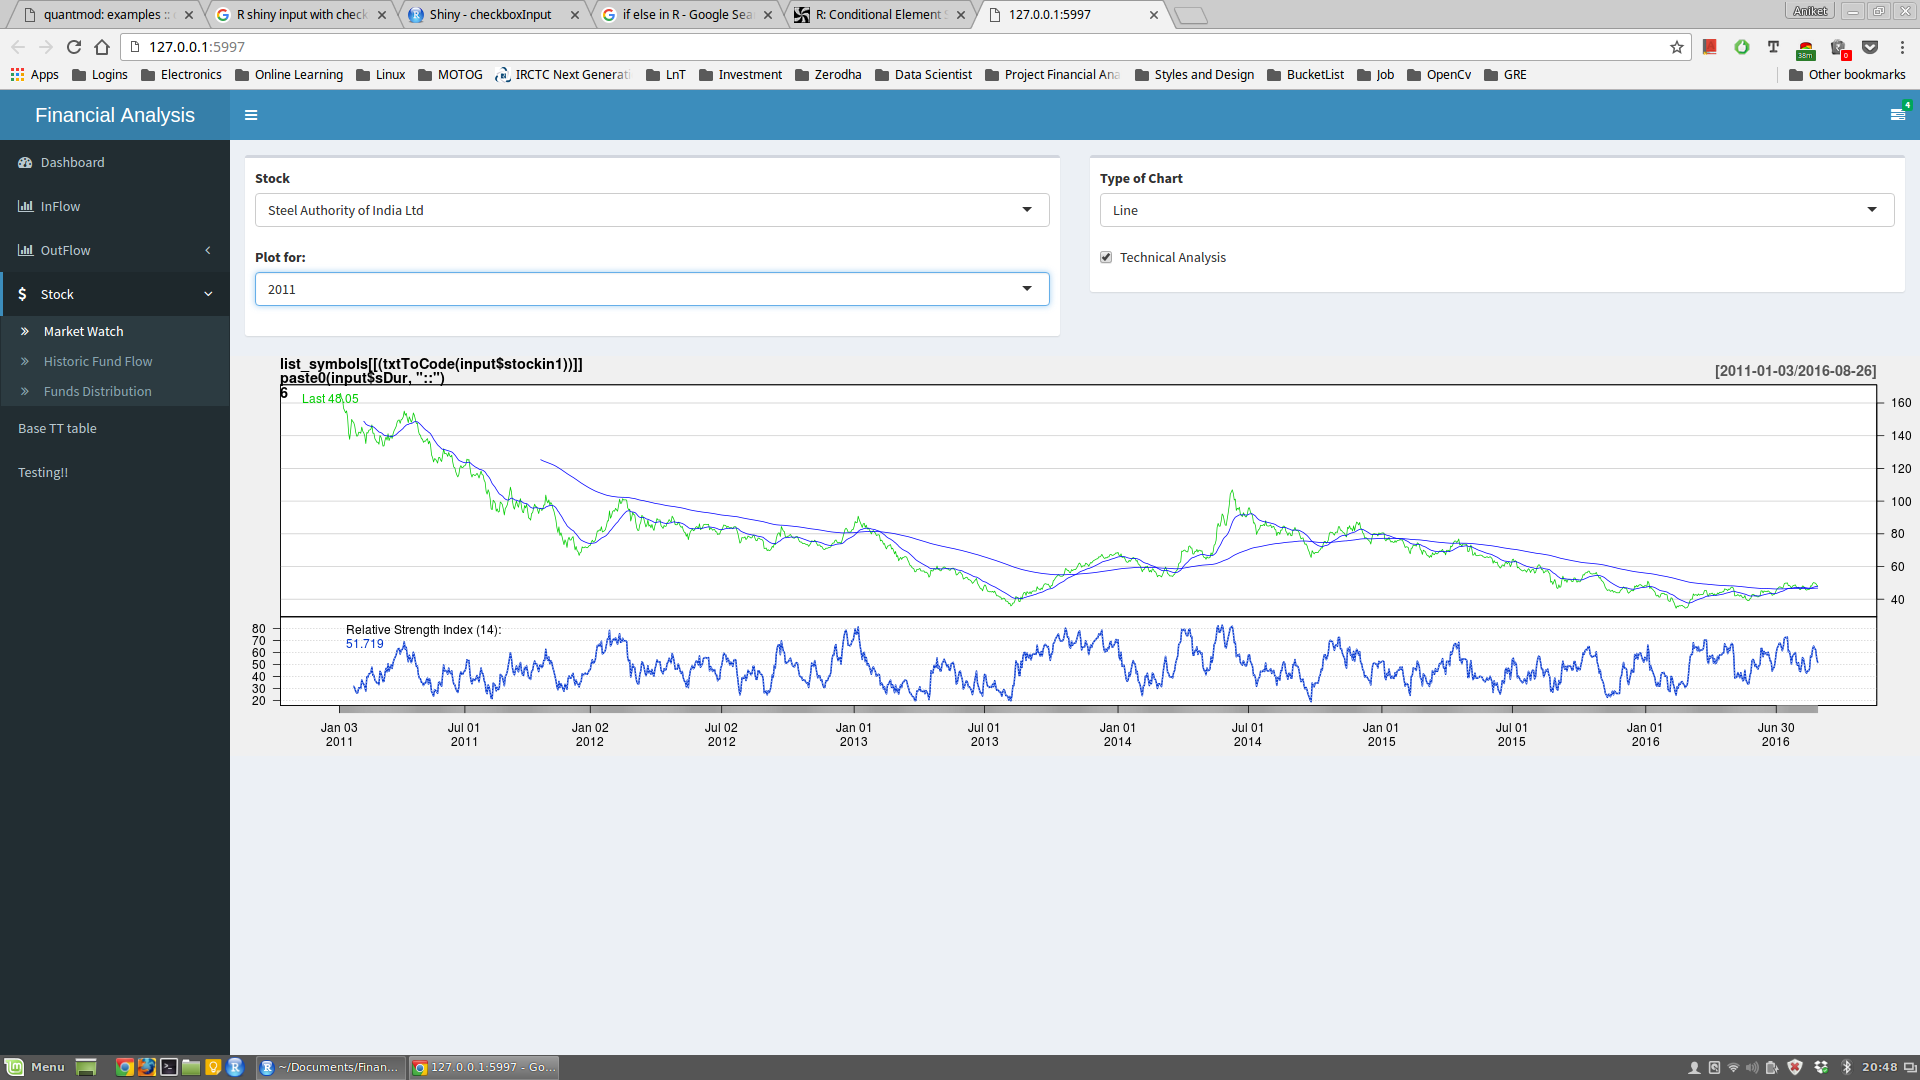 quantmod: examples ::
R shiny input with check
Shiny - checkboxInput
if else in R - Google Sea
R: Conditional Element S
127.0.0.1:5997
Aniket
127.0.0.1:5997
38m
0
Apps
Logins
Electronics
Online Learning
Linux
MOTOG
IRCTC Next Generati
LnT
Investment
Zerodha
Data Scientist
Project Financial Ana
Styles and Design
BucketList
Job
OpenCv
GRE
Other bookmarks
Financial Analysis
4
Dashboard
InFlow
OutFlow
Stock
Market Watch
Historic Fund Flow
Funds Distribution
Base TT table
Testing!!
Stock
Steel Authority of India Ltd
Plot for:
2011
Type of Chart
Line
Technical Analysis
list_symbols[[(txtToCode(input$stockin1))]]
paste0(input$sDur, "::")
6
[2011-01-03/2016-08-26]
Last 48.05
160
140
120
100
80
60
40
Relative Strength Index (14):
51.719
80
70
60
50
40
30
20
Jan 03
2011
Jul 01
2011
Jan 02
2012
Jul 02
2012
Jan 01
2013
Jul 01
2013
Jan 01
2014
Jul 01
2014
Jan 01
2015
Jul 01
2015
Jan 01
2016
Jun 30
2016
Menu
~/Documents/Finan...
127.0.0.1:5997 - Go...
20:48